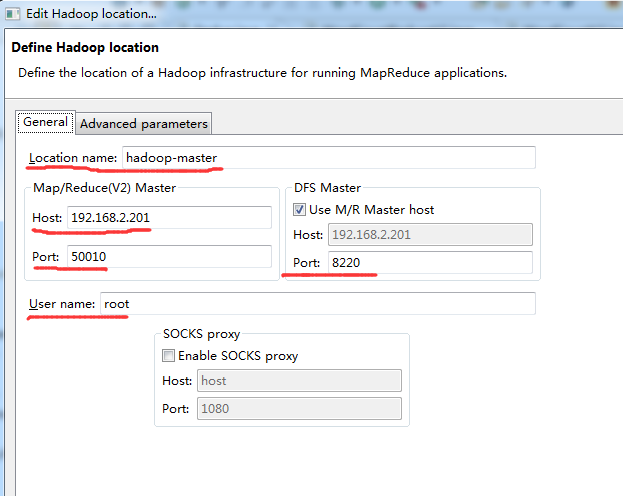 Edit Hadoop location...
Define Hadoop location
Define the location of a Hadoop infrastructure for running MapReduce applications.
General Advanced parameters
Location name: hadoop-master
Map/Reduce(V2) Master
Host: 192.168.2.201
Port: 50010
DFS Master
Use M/R Master host
Host: 192.168.2.201
Port: 8220
User name: root
SOCKS proxy
Enable SOCKS proxy
Host: host
Port: 1080